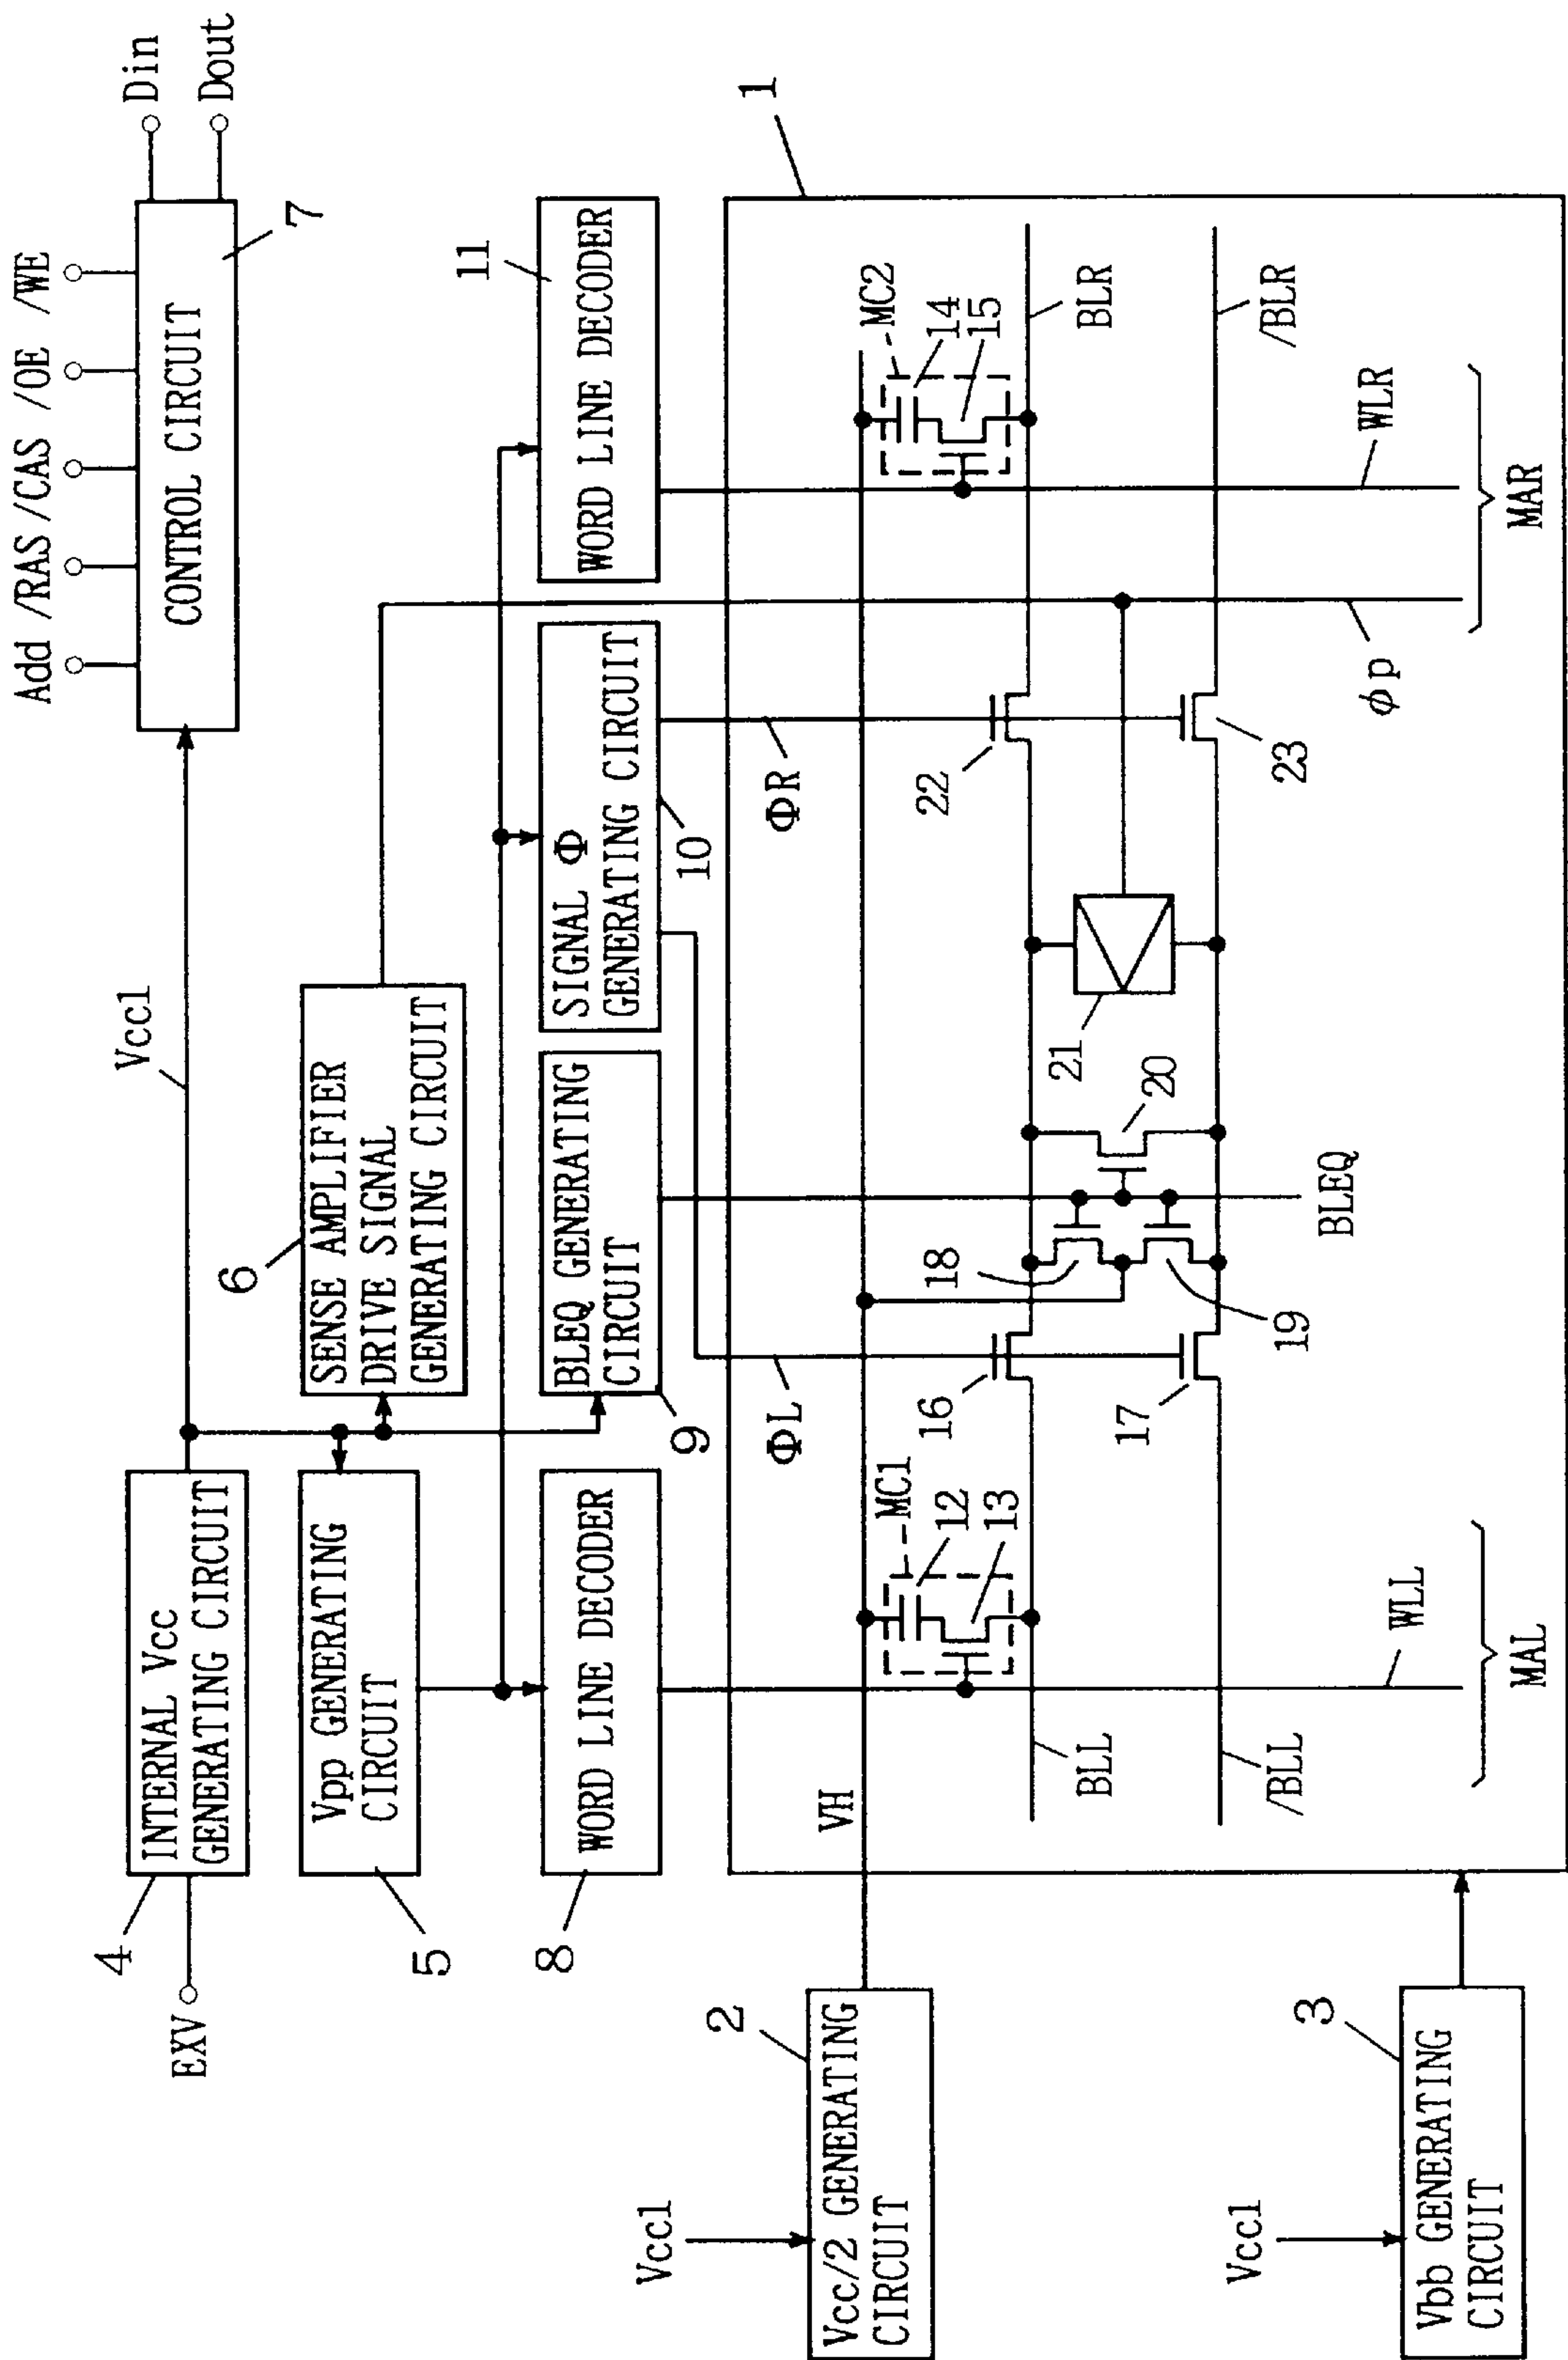 Add /RAS /CAS /OE /WE
EXV
4
INTERNAL Vcc
GENERATING CIRCUIT
Vcc1
CONTROL CIRCUIT
7
Din
Dout
5
Vpp GENERATING
CIRCUIT
6
SENSE AMPLIFIER
DRIVE SIGNAL
GENERATING CIRCUIT
8
WORD LINE DECODER
9
BLEQ GENERATING
CIRCUIT
10
SIGNAL Φ
GENERATING CIRCUIT
11
WORD LINE DECODER
1
Vcc1
2
Vcc/2 GENERATING
CIRCUIT
VH
ΦL
ΦR
MC1
12
13
MC2
14
15
BLL
16
18
20
21
22
BLR
/BLL
17
19
23
/BLR
BLEQ
WLL
φp
WLR
MAL
MAR
Vcc1
3
Vbb GENERATING
CIRCUIT